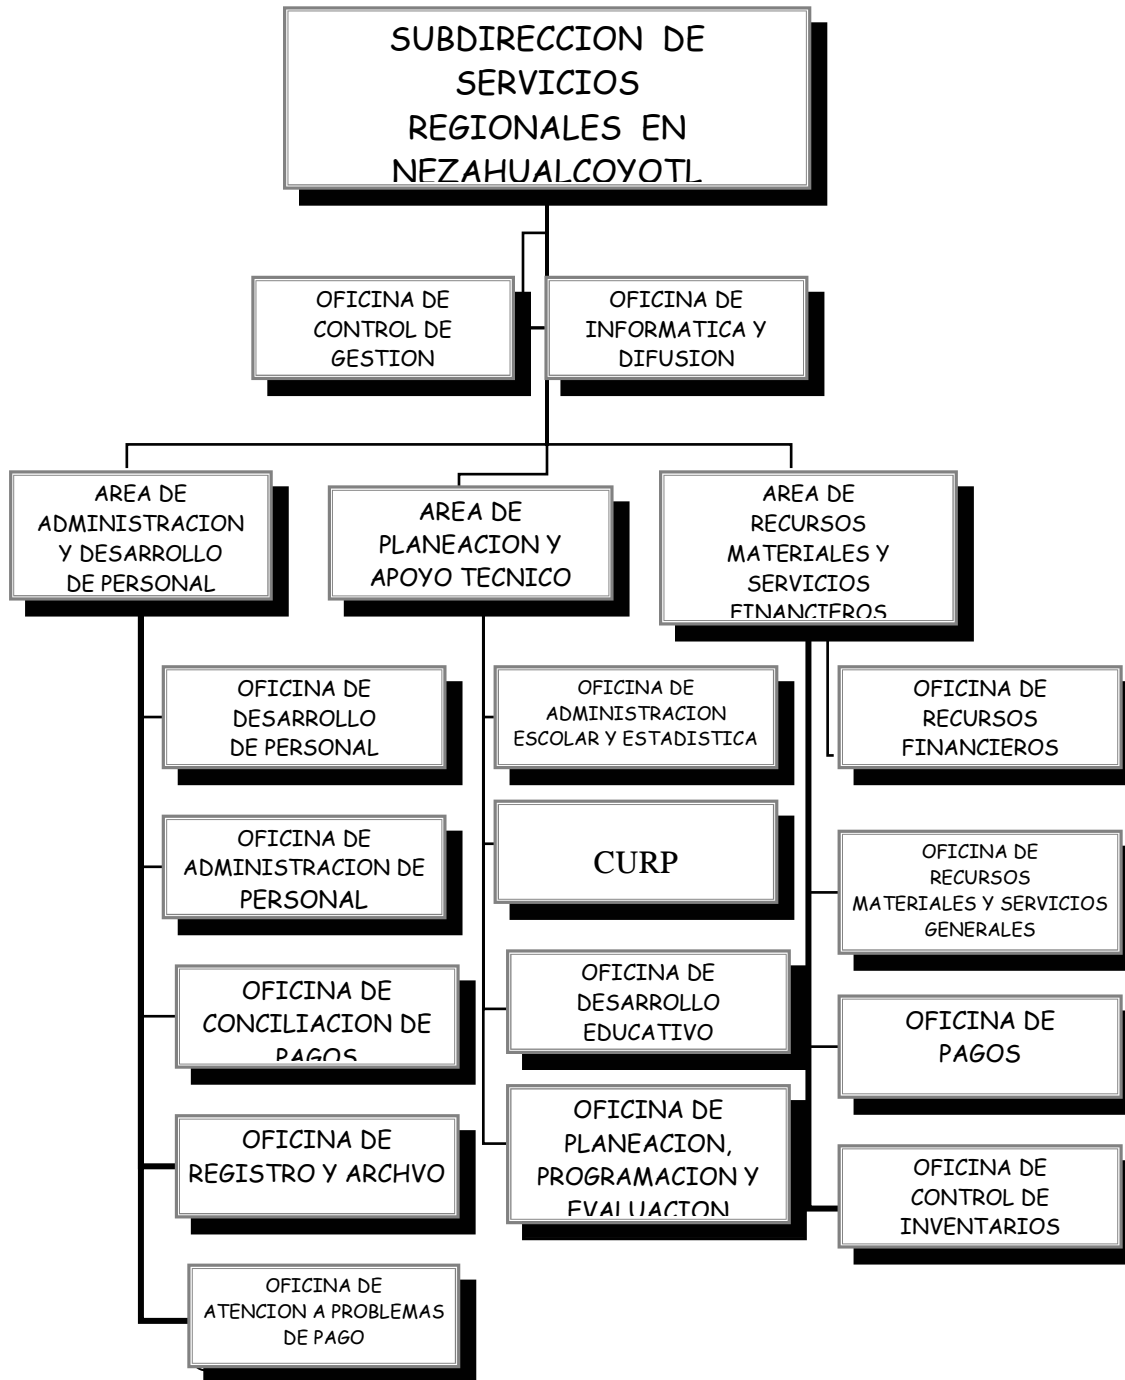 SUBDIRECCION DE
SERVICIOS
REGIONALES EN
NEZAHUALCOYOTL
OFICINA DE
CONTROL DE
GESTION
OFICINA DE
INFORMATICA Y
DIFUSION
AREA DE
ADMINISTRACION
Y DESARROLLO
DE PERSONAL
AREA DE
PLANEACION Y
APOYO TECNICO
AREA DE
RECURSOS
MATERIALES Y
SERVICIOS
FINANCIEROS
OFICINA DE
DESARROLLO
DE PERSONAL
OFICINA DE
ADMINISTRACION
ESCOLAR Y ESTADISTICA
OFICINA DE
RECURSOS
FINANCIEROS
OFICINA DE
ADMINISTRACION DE
PERSONAL
CURP
OFICINA DE
RECURSOS
MATERIALES Y SERVICIOS
GENERALES
OFICINA DE
CONCILIACION DE
PAGOS
OFICINA DE
DESARROLLO
EDUCATIVO
OFICINA DE
PAGOS
OFICINA DE
REGISTRO Y ARCHVO
OFICINA DE
PLANEACION,
PROGRAMACION Y
EVALUACION
OFICINA DE
CONTROL DE
INVENTARIOS
OFICINA DE
ATENCION A PROBLEMAS
DE PAGO